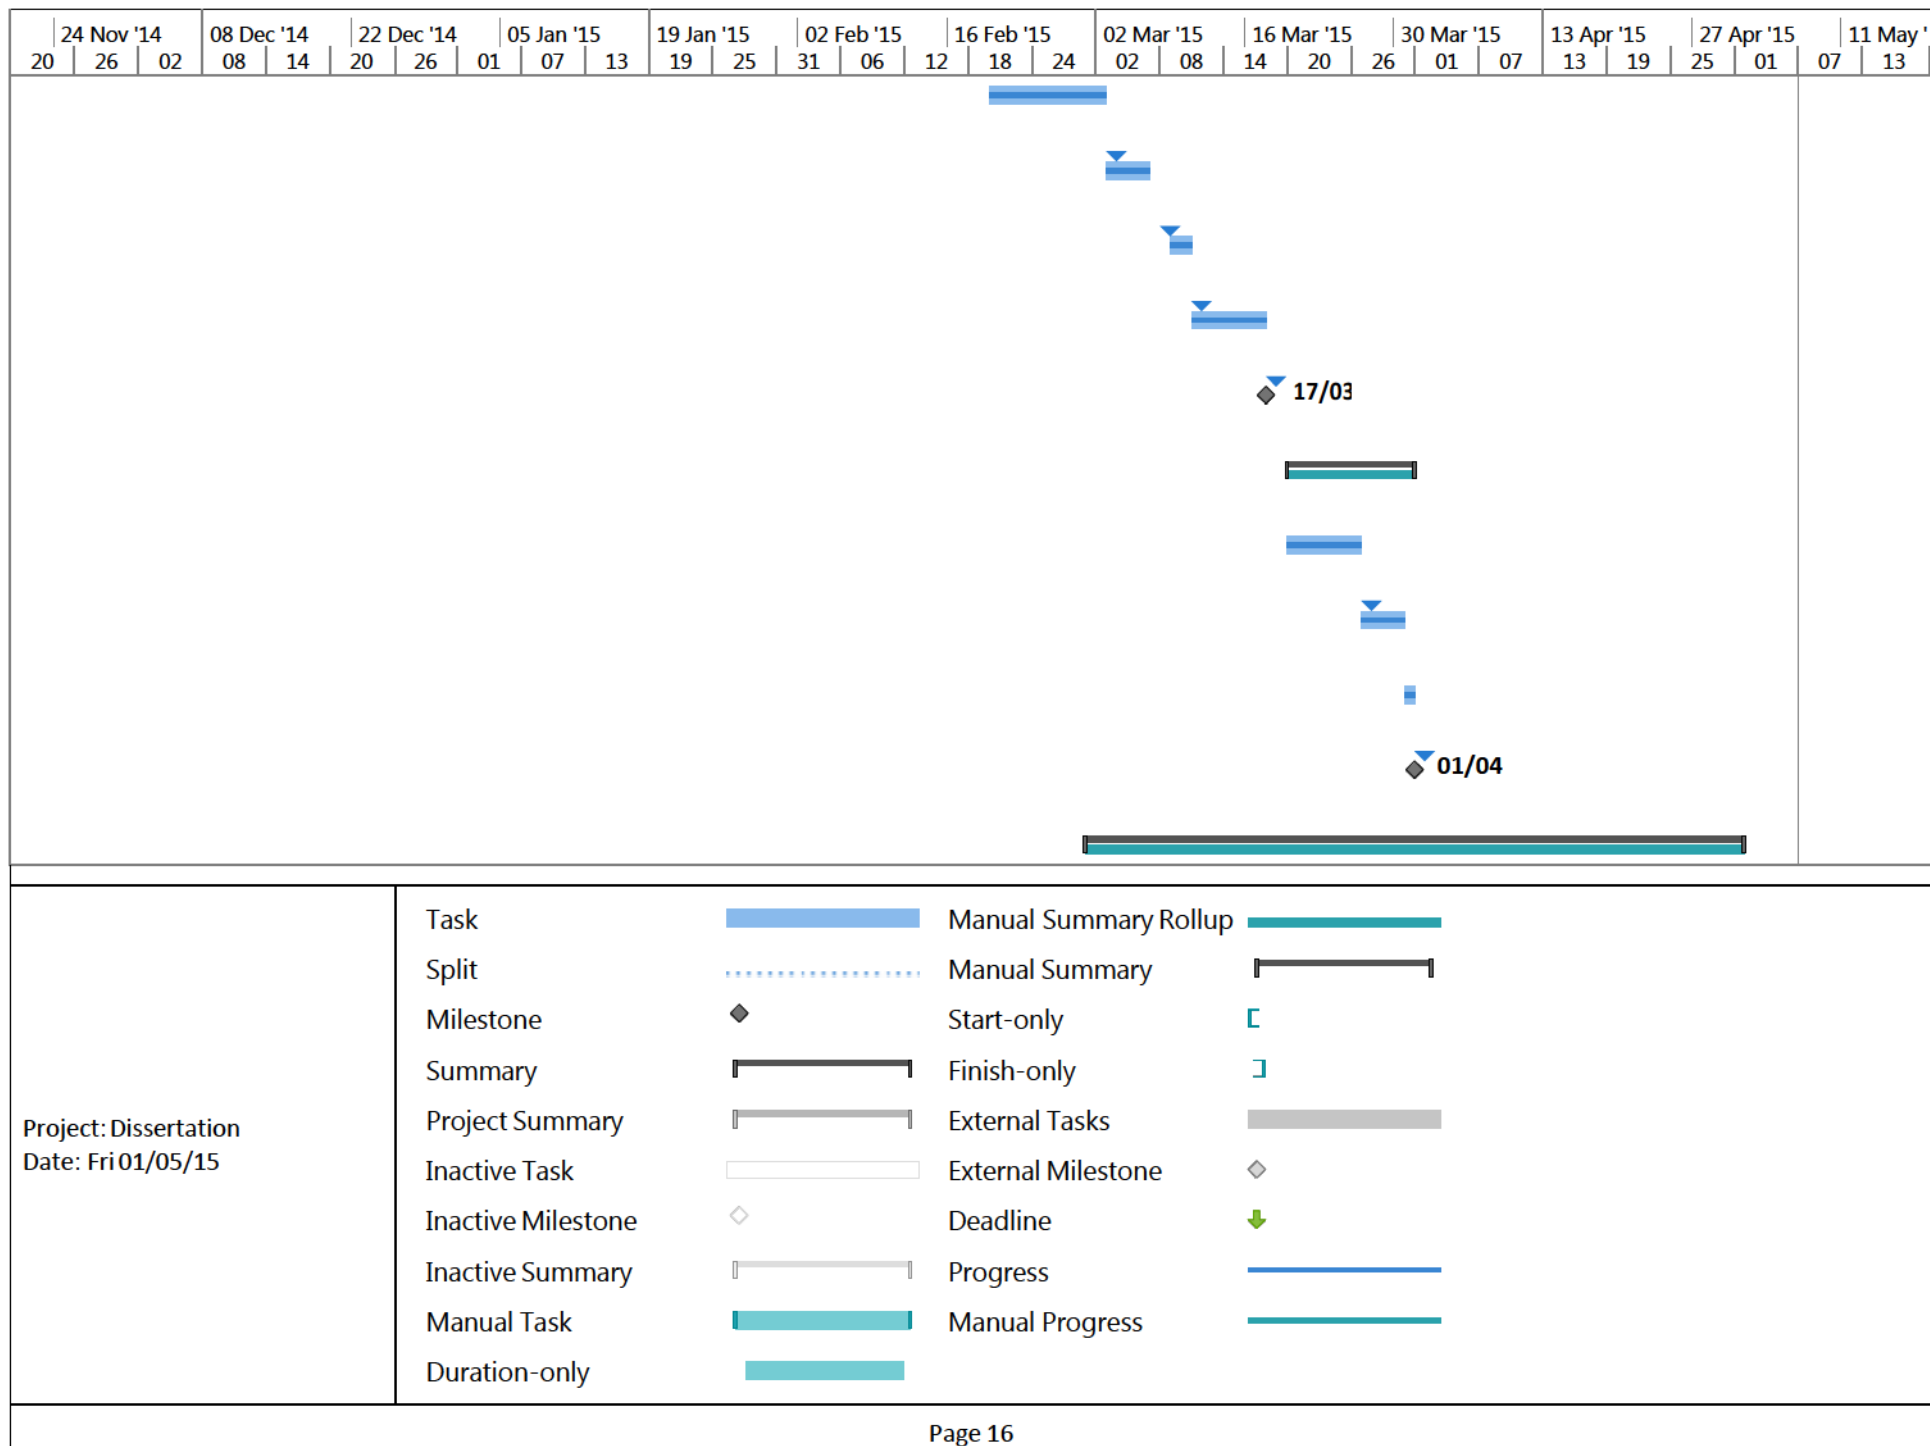 24 Nov '14 08 Dec '14 22 Dec '14 05 Jan '15 19 Jan '15 02 Feb '15 16 Feb '15 02 Mar '15 16 Mar '15 30 Mar '15 13 Apr '15 27 Apr '15 11 May '
20 26 02 08 14 20 26 01 07 13 19 25 31 06 12 18 24 02 08 14 20 26 01 07 13 19 25 01 07 13
17/03
01/04
Task
Manual Summary Rollup
Split
Manual Summary
Milestone
Start-only
Summary
Finish-only
Project Summary
External Tasks
Inactive Task
External Milestone
Inactive Milestone
Deadline
Inactive Summary
Progress
Manual Task
Manual Progress
Duration-only
Project: Dissertation
Date: Fri 01/05/15
Page 16